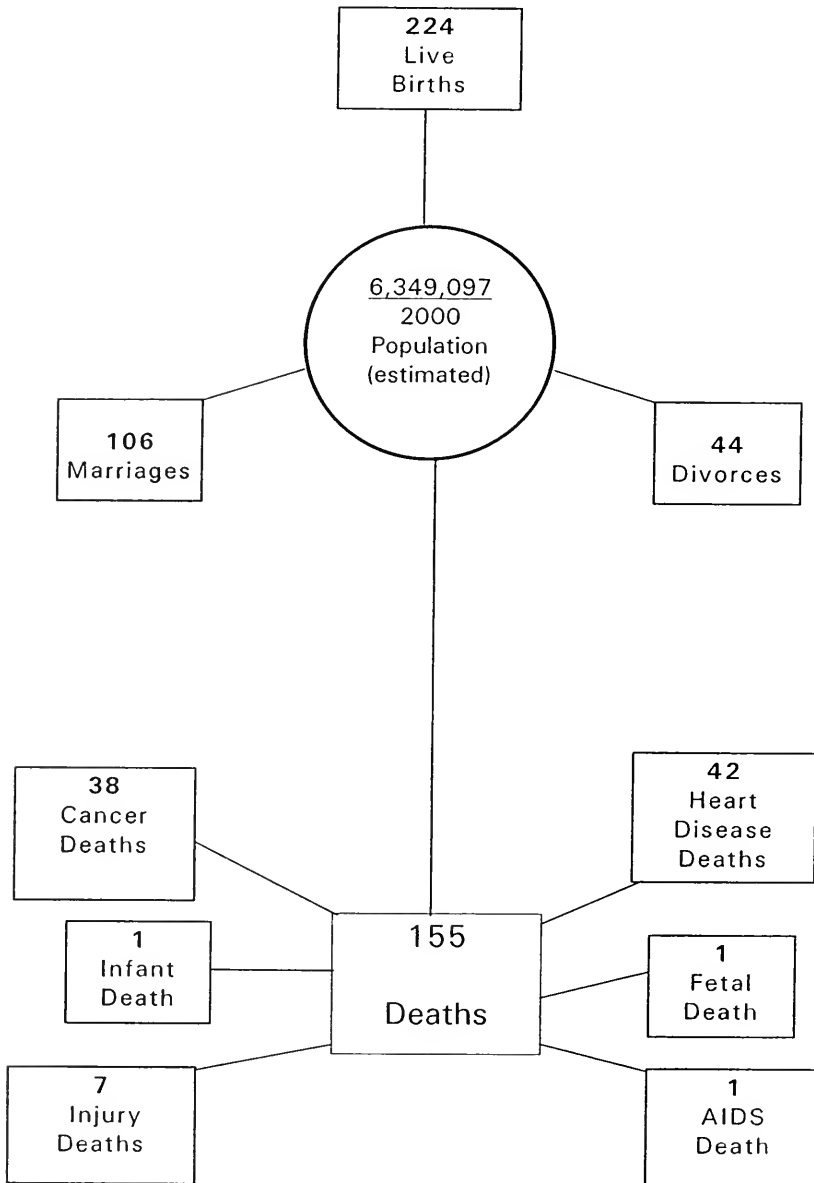 224
Live
Births
6,349,097
2000
Population
(estimated)
106
Marriages
44
Divorces
38
Cancer
Deaths
42
Heart
Disease
Deaths
155
Deaths
1
Infant
Death
1
Fetal
Death
7
Injury
Deaths
1
AIDS
Death